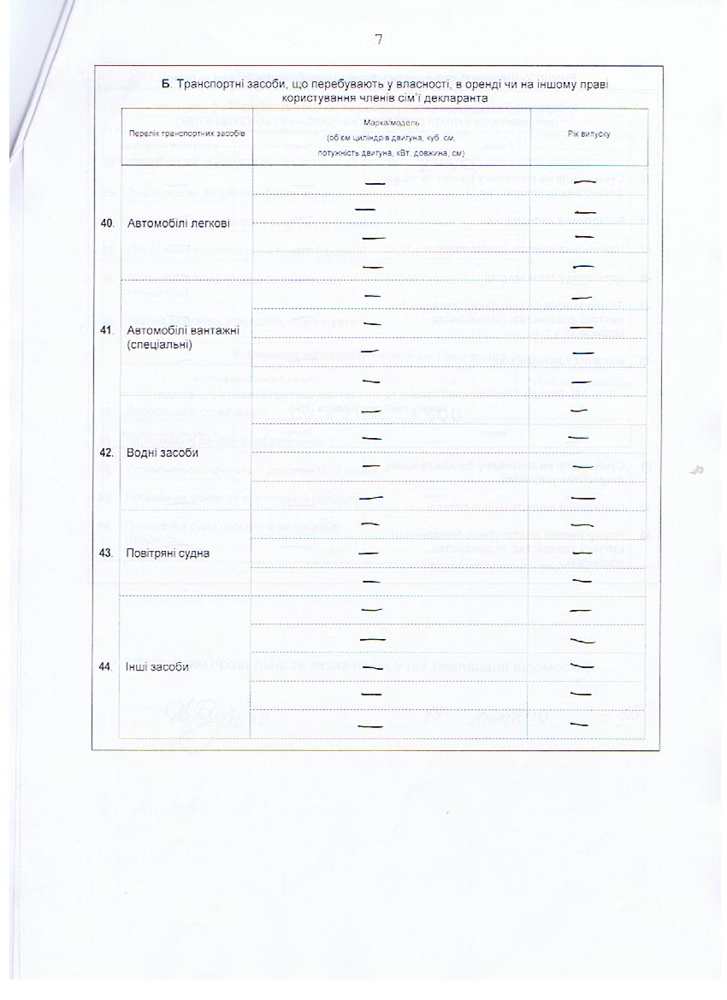 7
Б. Транспортні засоби, що перебувають у власності, в оренді чи на іншому праві
користування членів сім'ї декларанта
Перелік транспортних засобів
Марка/модель
(об'єм циліндрів двигуна, куб. см,
потужність двигуна, кВт, довжина, см)
Рік випуску
40. Автомобілі легкові
— —
— —
— —
— —
41. Автомобілі вантажні
(спеціальні)
— —
— —
— —
— —
42. Водні засоби
— —
— —
— —
— —
43. Повітряні судна
— —
— —
— —
44. Інші засоби
— —
— —
— —
— —
— —